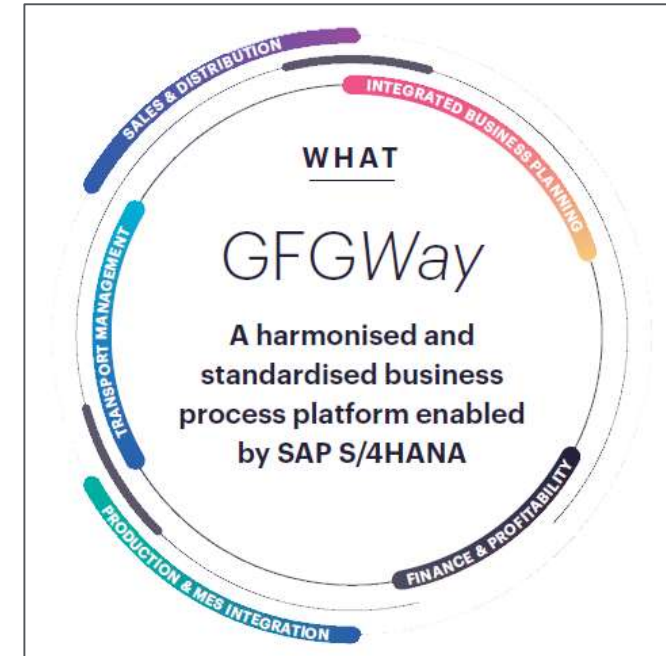 SALES & DISTRIBUTION
INTEGRATED BUSINESS PLANNING
WHAT
GFGWay
A harmonised and
standardised business
process platform enabled
by SAP S/4HANA
TRANSPORT MANAGEMENT
FINANCE & PROFITABILITY
PRODUCTION & MES INTEGRATION